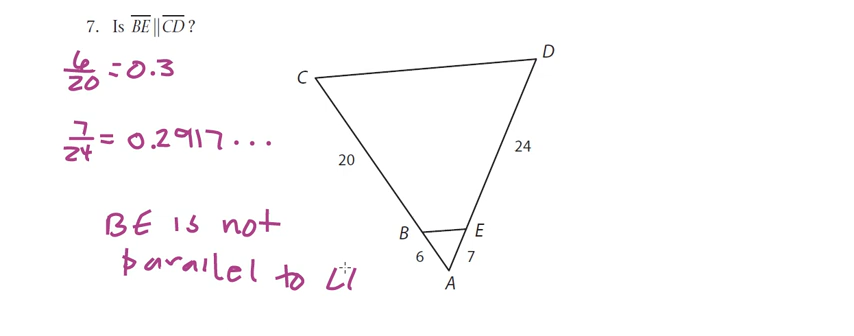 7. Is BE || CD ?
6/20 = 0.3
7/24 = 0.2917...
BE is not
parallel to
C
D
20
24
B
E
6
7
A